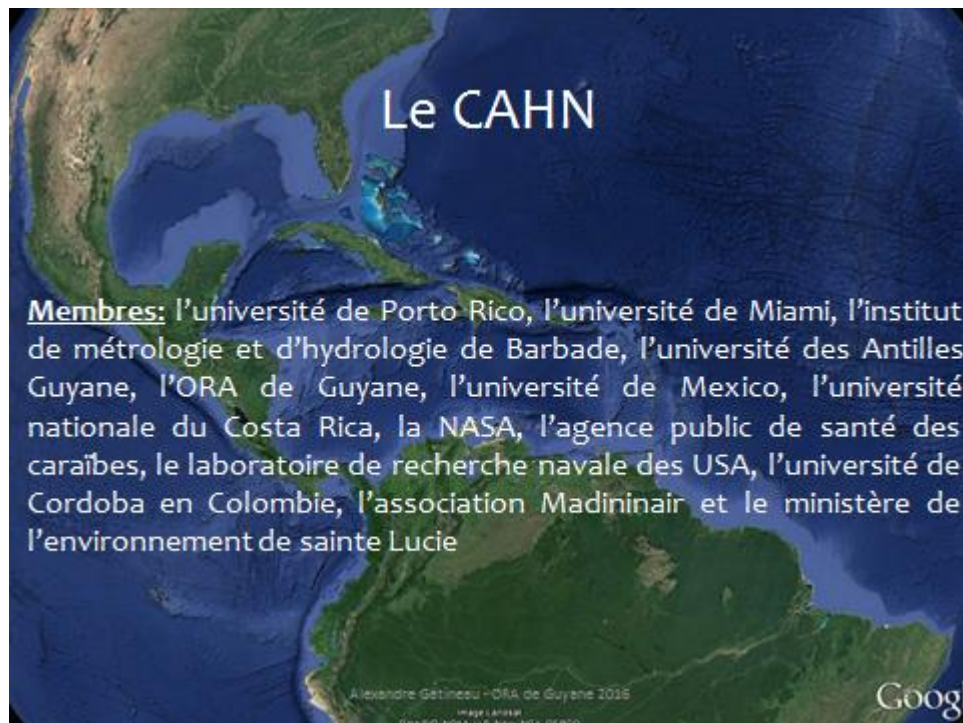 Le CAHN
Membres: l'université de Porto Rico, l'université de Miami, l'institut
de métrologie et d'hydrologie de Barbade, l'université des Antilles
Guyane, l'ORA de Guyane, l'université de Mexico, l'université
nationale du Costa Rica, la NASA, l'agence public de santé des
caraïbes, le laboratoire de recherche navale des USA, l'université de
Cordoba en Colombie, l'association Madininair et le ministère de
l'environnement de sainte Lucie
Alexandre Gétineau - ORA de Guyane 2016
Image Landsat
Goog